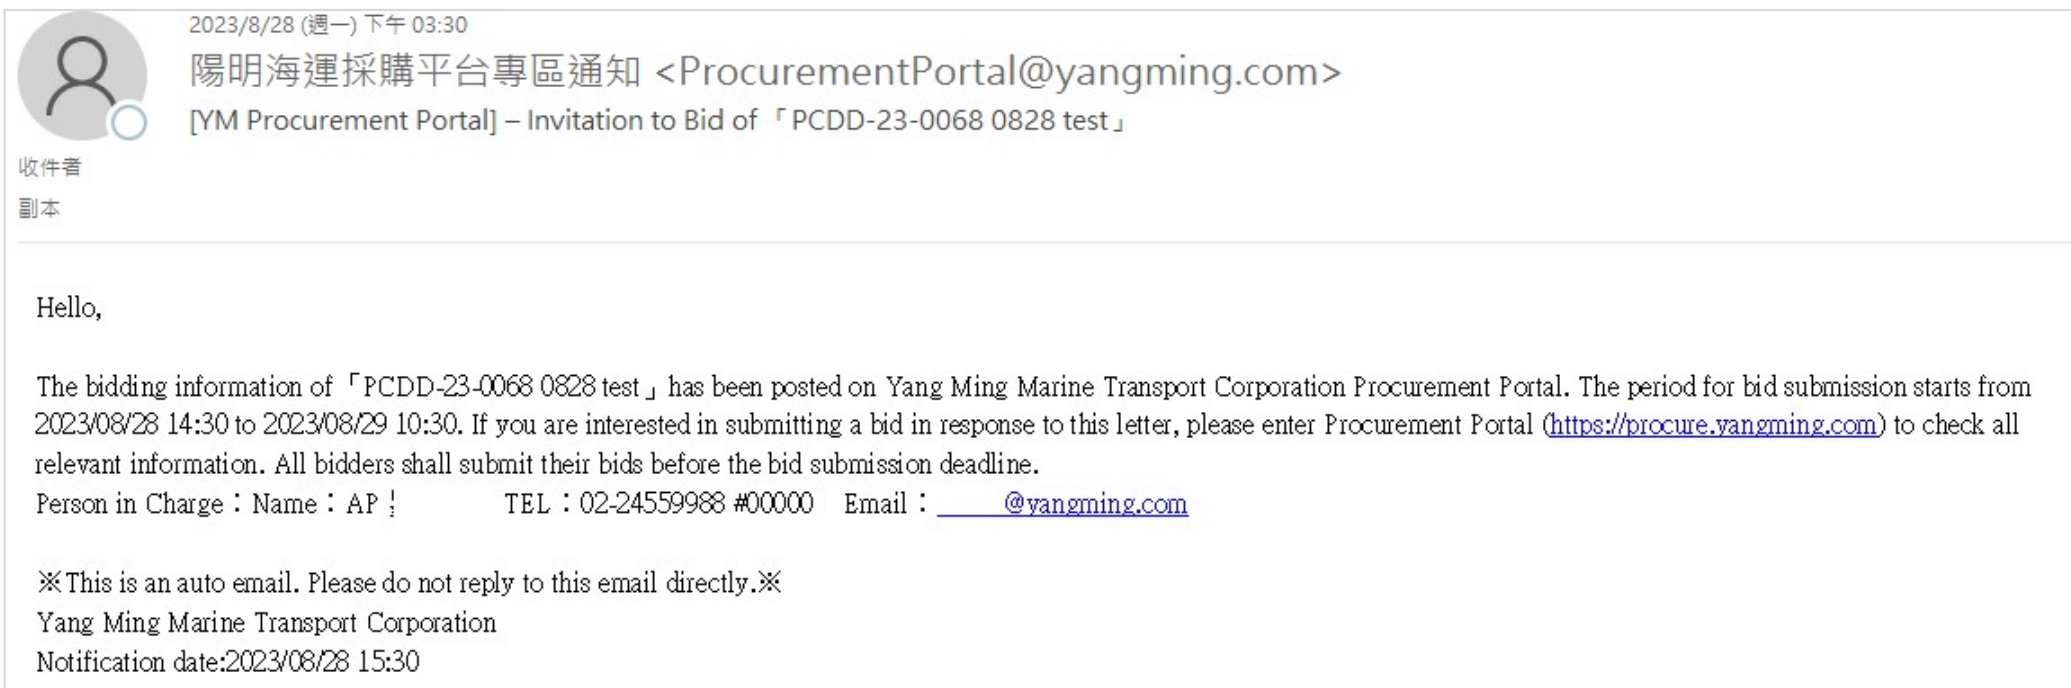 2023/8/28 (週一) 下午 03:30
陽明海運採購平台專區通知 <ProcurementPortal@yangming.com>
[YM Procurement Portal] – Invitation to Bid of「PCDD-23-0068 0828 test」
收件者
副本
Hello,
The bidding information of「PCDD-23-0068 0828 test」has been posted on Yang Ming Marine Transport Corporation Procurement Portal. The period for bid submission starts from
2023/08/28 14:30 to 2023/08/29 10:30. If you are interested in submitting a bid in response to this letter, please enter Procurement Portal (https://procure.yangming.com) to check all
relevant information. All bidders shall submit their bids before the bid submission deadline.
Person in Charge：Name：AP TEL：02-24559988 #00000 Email：@yangming.com
※This is an auto email. Please do not reply to this email directly.※
Yang Ming Marine Transport Corporation
Notification date:2023/08/28 15:30